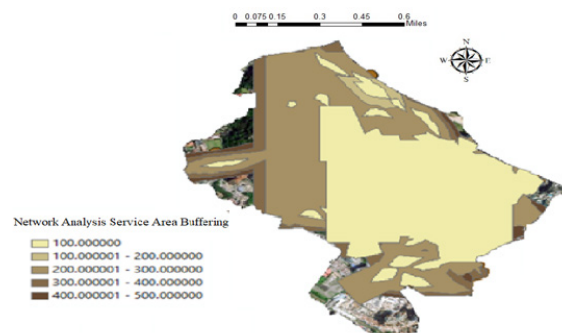 0 0.075 0.15 0.3 0.45 0.6
Miles
N
W E
S
Network Analysis Service Area Buffering
100.000000
100.000001 - 200.000000
200.000001 - 300.000000
300.000001 - 400.000000
400.000001 - 500.000000